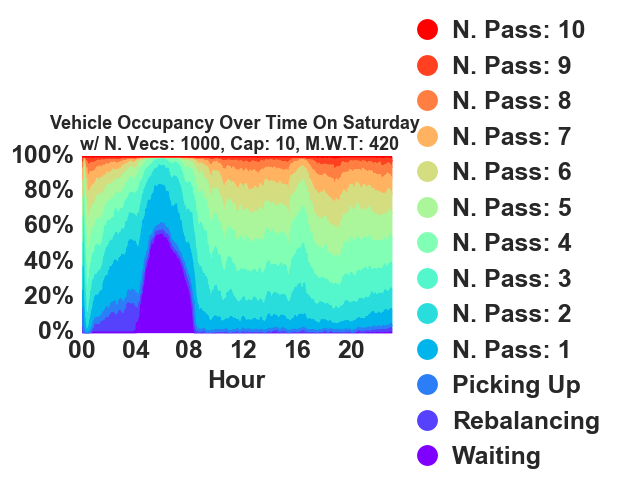 Vehicle Occupancy Over Time On Saturday
w/ N. Vecs: 1000, Cap: 10, M.W.T: 420
100%
80%
60%
40%
20%
0%
00 04 08 12 16 20
Hour
N. Pass: 10
N. Pass: 9
N. Pass: 8
N. Pass: 7
N. Pass: 6
N. Pass: 5
N. Pass: 4
N. Pass: 3
N. Pass: 2
N. Pass: 1
Picking Up
Rebalancing
Waiting